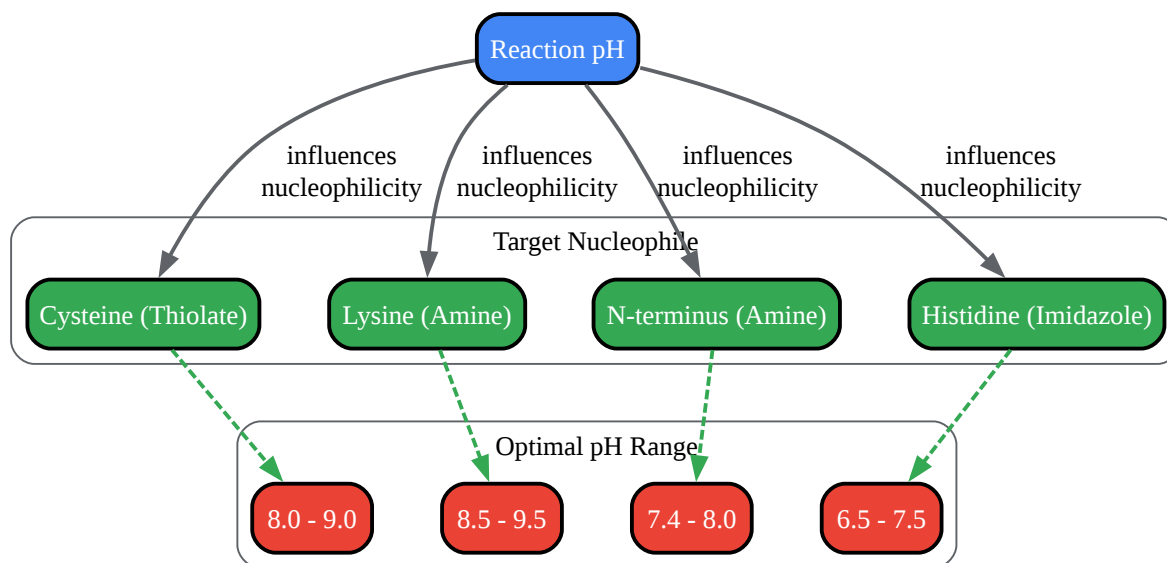 Reaction pH
influences
nucleophilicity
influences
nucleophilicity
influences
nucleophilicity
influences
nucleophilicity
Target Nucleophile
Cysteine (Thiolate)
Lysine (Amine)
N-terminus (Amine)
Histidine (Imidazole)
Optimal pH Range
8.0 - 9.0
8.5 - 9.5
7.4 - 8.0
6.5 - 7.5